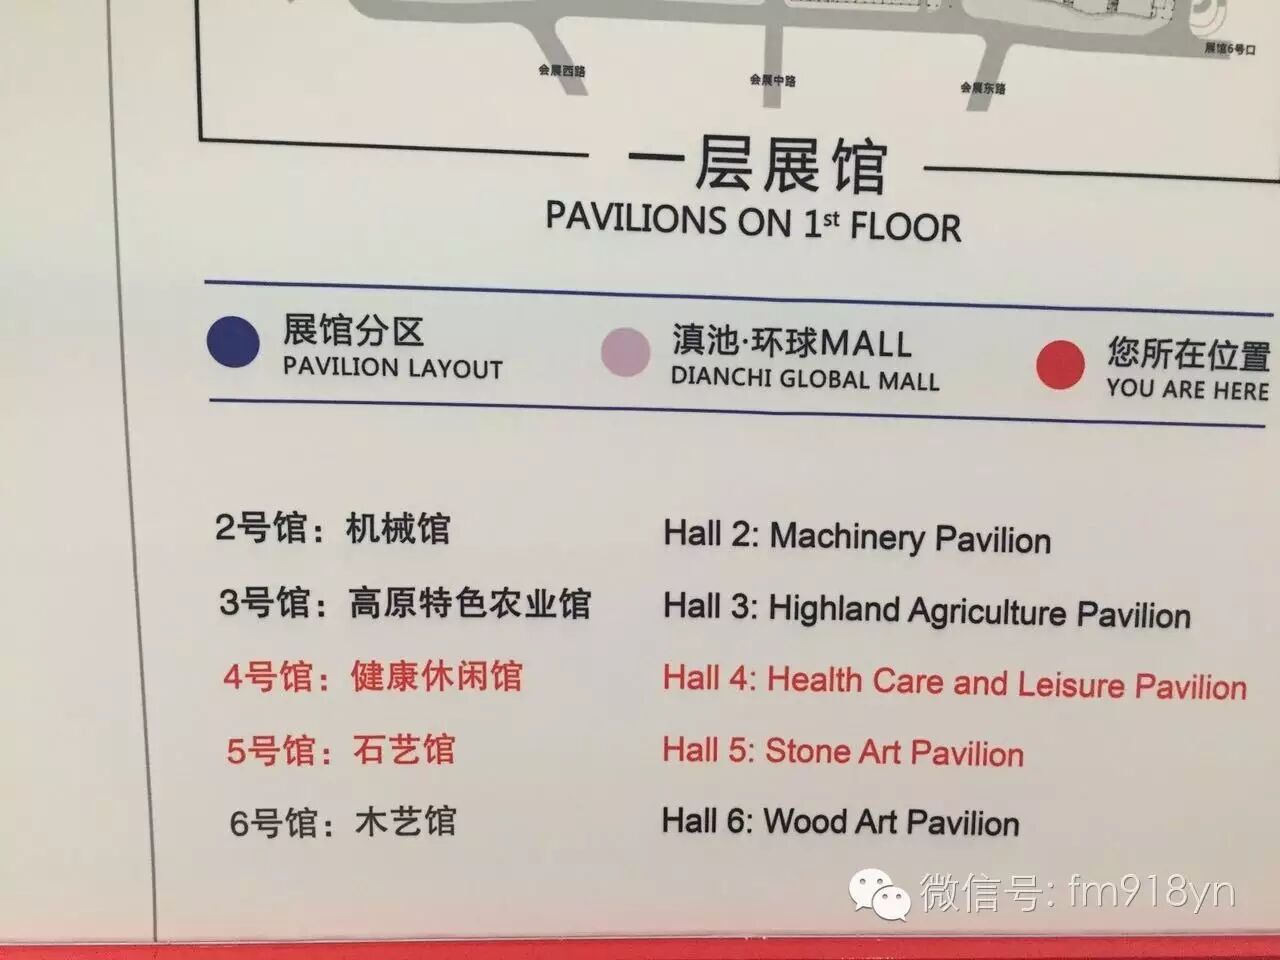 展馆6号口
会展西路
会展中路
会展东路
一层展馆
PAVILIONS ON 1st FLOOR
展馆分区
PAVILION LAYOUT
滇池·环球MALL
DIANCHI GLOBAL MALL
您所在位置
YOU ARE HERE
2号馆：机械馆
Hall 2: Machinery Pavilion
3号馆：高原特色农业馆
Hall 3: Highland Agriculture Pavilion
4号馆：健康休闲馆
Hall 4: Health Care and Leisure Pavilion
5号馆：石艺馆
Hall 5: Stone Art Pavilion
6号馆：木艺馆
Hall 6: Wood Art Pavilion
微信号: fm918yn